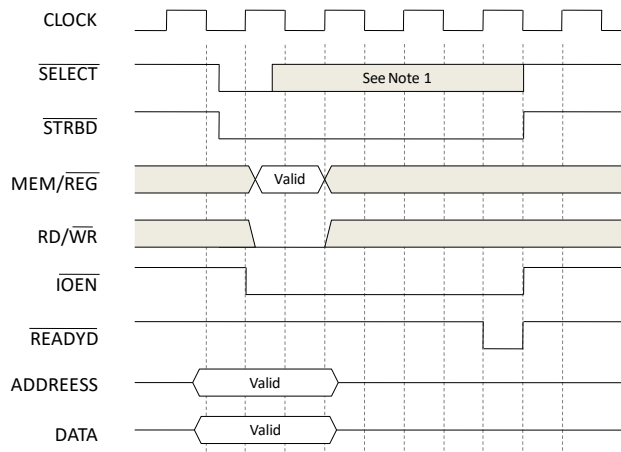 CLOCK
SELECT
See Note 1
STRBD
MEM/REG
Valid
RD/WR
IOEN
READYD
ADDREESS
Valid
DATA
Valid